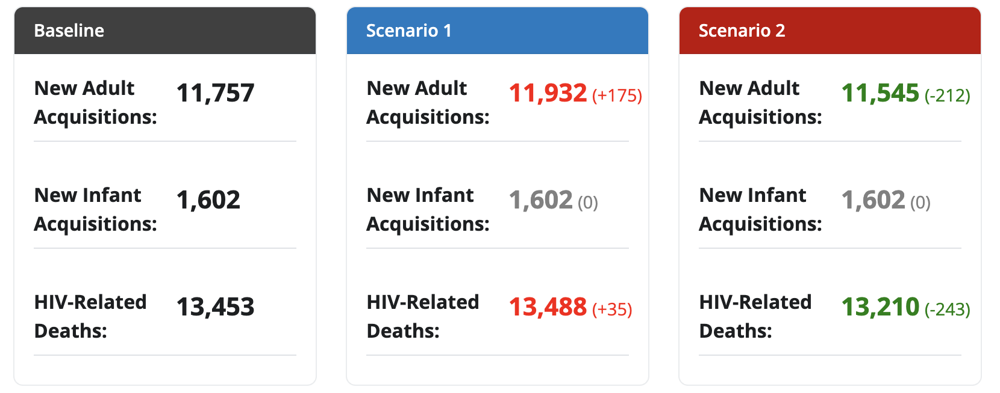 Baseline
New Adult
Acquisitions:
11,757
New Infant
Acquisitions:
1,602
HIV-Related
Deaths:
13,453
Scenario 1
New Adult
Acquisitions:
11,932 (+175)
New Infant
Acquisitions:
1,602 (0)
HIV-Related
Deaths:
13,488 (+35)
Scenario 2
New Adult
Acquisitions:
11,545 (-212)
New Infant
Acquisitions:
1,602 (0)
HIV-Related
Deaths:
13,210 (-243)